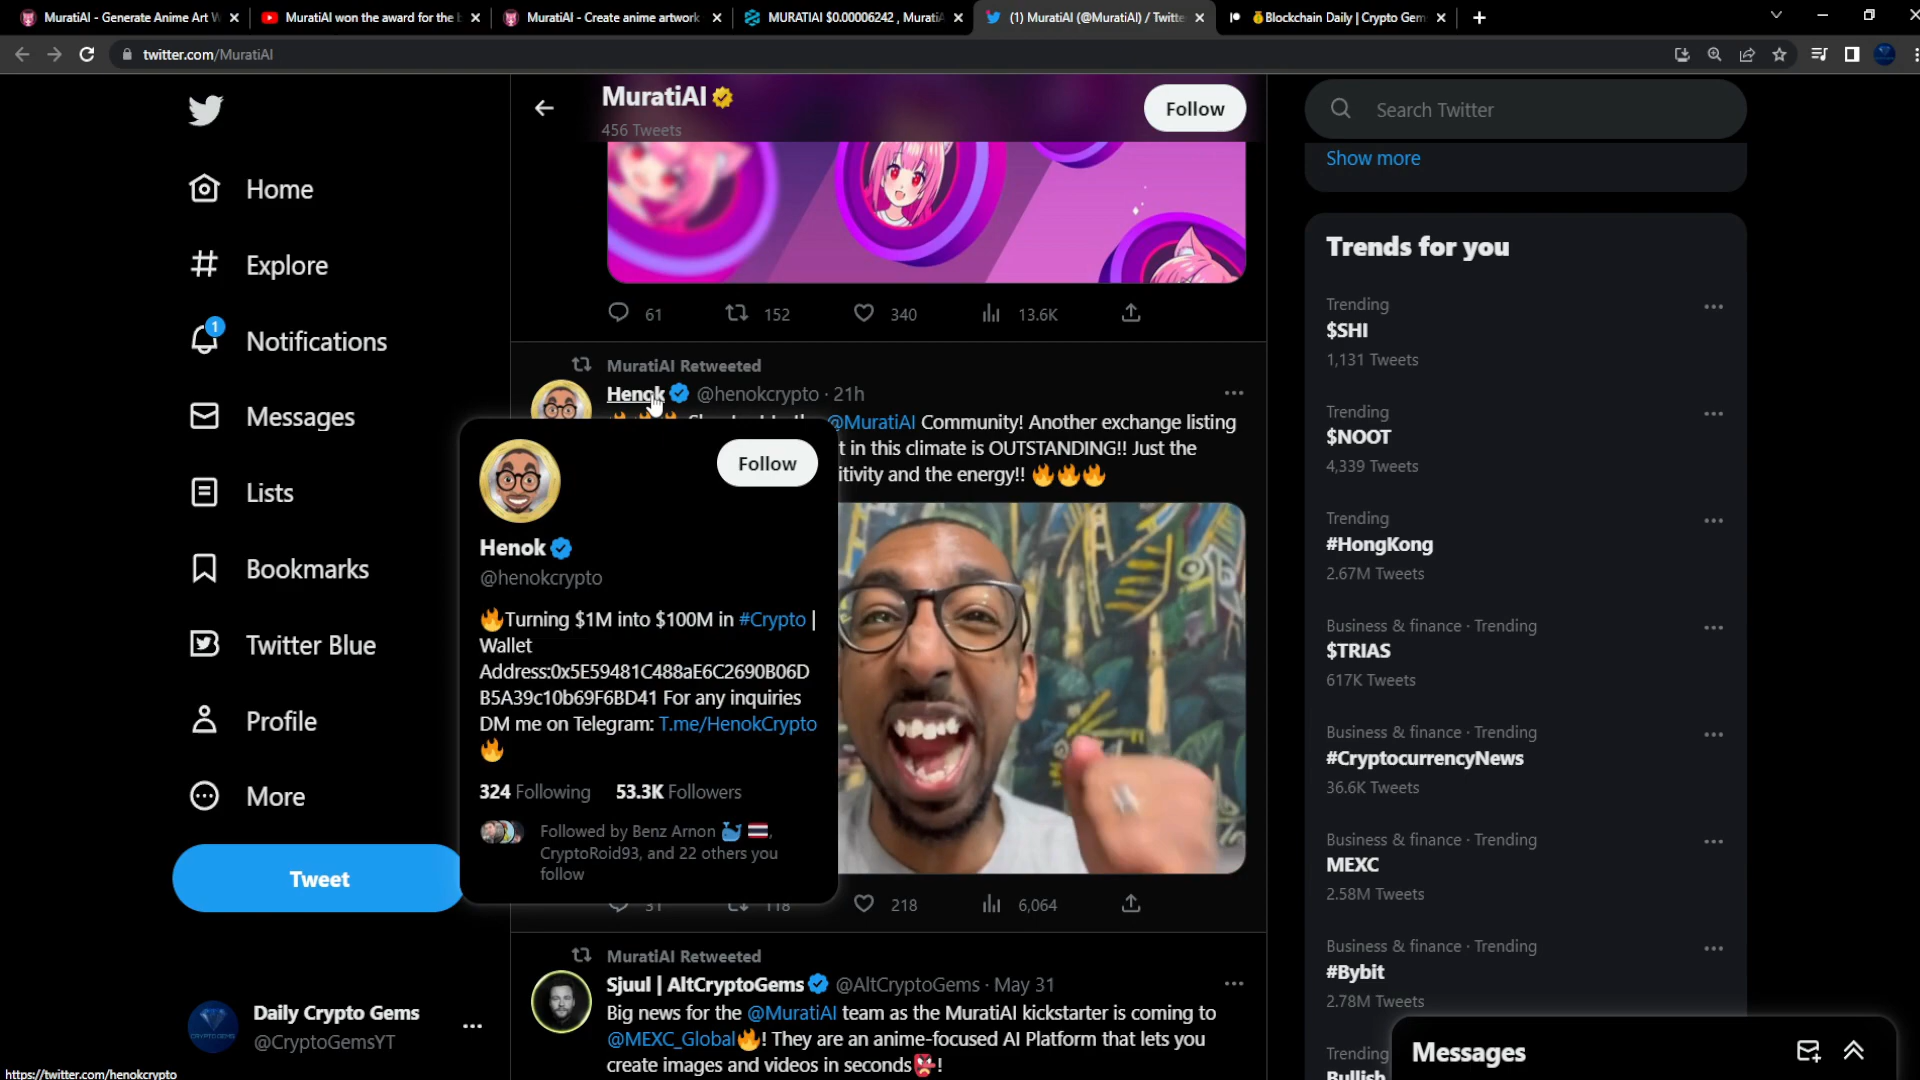 MuratiAI - Generate Anime Art W
MuratiAI won the award for the b
MuratiAI - Create anime artwork
MURATIAI $0.00006242 , MuratiA
(1) MuratiAI (@MuratiAI) / Twitte
Blockchain Daily | Crypto Gem
twitter.com/MuratiAI
MuratiAI
456 Tweets
Follow
Search Twitter
Show more
Home
Explore
1
Notifications
Messages
Lists
Bookmarks
Twitter Blue
Profile
More
Tweet
Daily Crypto Gems
@CryptoGemsYT
CRYPTO GEMS
https://twitter.com/henokcrypto
61 152 340 13.6K
MuratiAI Retweeted
Henok @henokcrypto · 21h
@MuratiAI Community! Another exchange listing
t in this climate is OUTSTANDING!! Just the
itivity and the energy!! 🔥🔥🔥
Follow
Henok
@henokcrypto
🔥Turning $1M into $100M in #Crypto |
Wallet
Address:0x5E59481C488aE6C2690B06D
B5A39c10b69F6BD41 For any inquiries
DM me on Telegram: T.me/HenokCrypto
🔥
324 Following 53.3K Followers
Followed by Benz Arnon 🐳 🇹🇭,
CryptoRoid93, and 22 others you
follow
31 118 218 6,064
MuratiAI Retweeted
Sjuul | AltCryptoGems @AltCryptoGems · May 31
Big news for the @MuratiAI team as the MuratiAI kickstarter is coming to
@MEXC_Global🔥! They are an anime-focused AI Platform that lets you
create images and videos in seconds👺!
Trends for you
Trending
$SHI
1,131 Tweets
Trending
$NOOT
4,339 Tweets
Trending
#HongKong
2.67M Tweets
Business & finance · Trending
$TRIAS
617K Tweets
Business & finance · Trending
#CryptocurrencyNews
36.6K Tweets
Business & finance · Trending
MEXC
2.58M Tweets
Business & finance · Trending
#Bybit
2.78M Tweets
Trending
Bullish
Messages